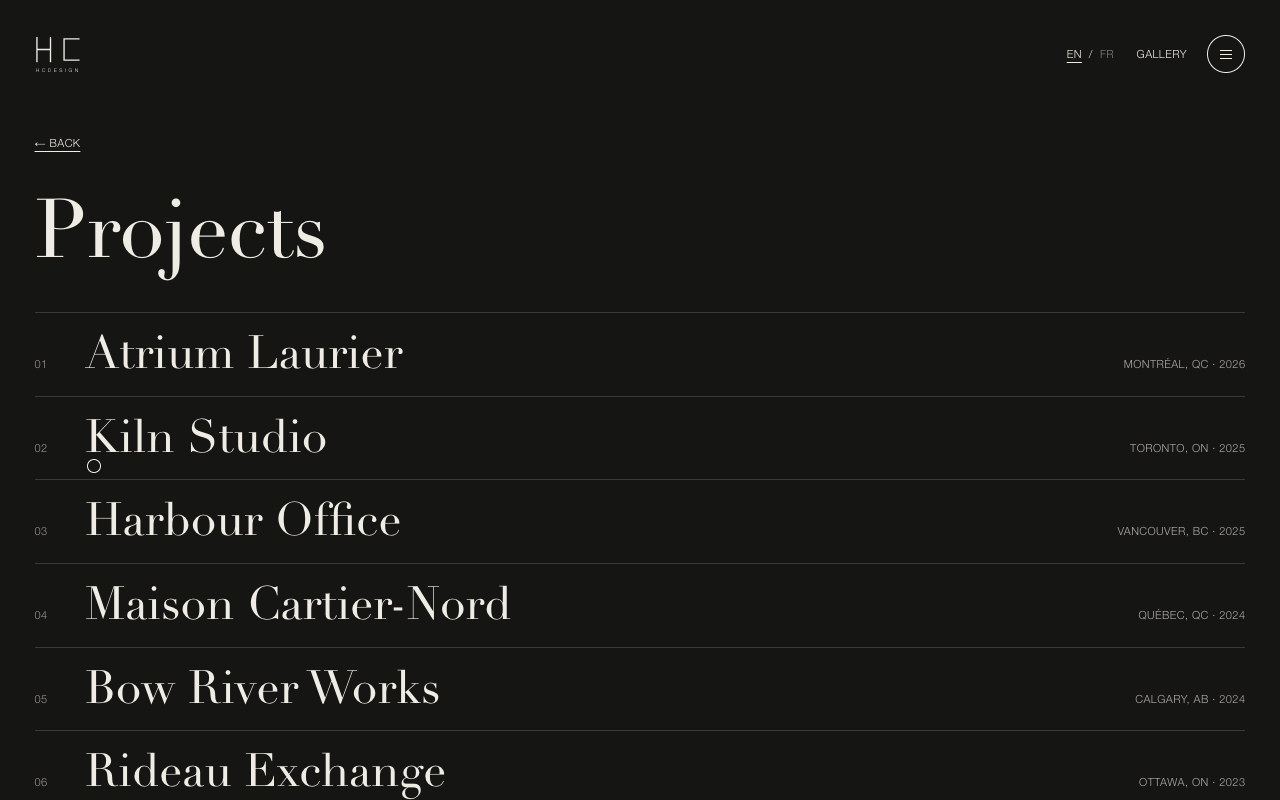 HC
HCDESIGN
EN / FR GALLERY
← BACK
Projects
01 Atrium Laurier MONTRÉAL, QC · 2026
02 Kiln Studio TORONTO, ON · 2025
03 Harbour Office VANCOUVER, BC · 2025
04 Maison Cartier-Nord QUÉBEC, QC · 2024
05 Bow River Works CALGARY, AB · 2024
06 Rideau Exchange OTTAWA, ON · 2023